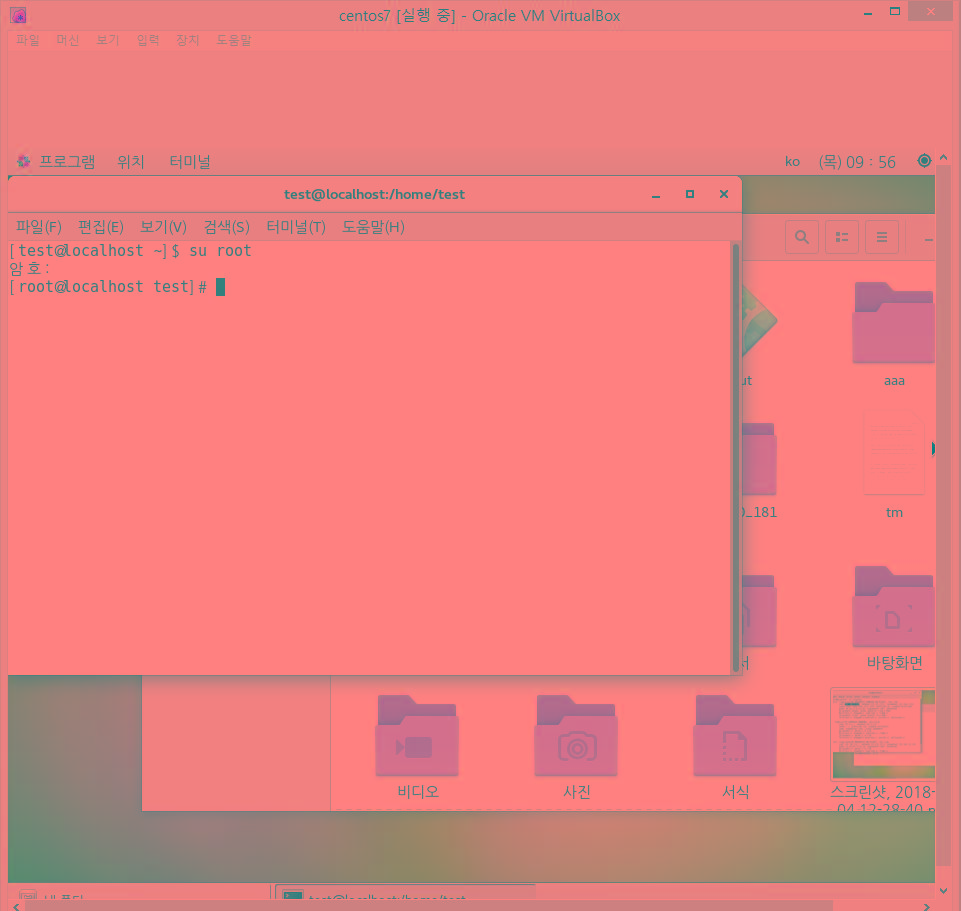 centos7 [실행 중] - Oracle VM VirtualBox
파일 머신 보기 입력 장치 도움말
프로그램 위치 터미널 ko (목) 09 : 56
test@localhost:/home/test
파일(F) 편집(E) 보기(V) 검색(S) 터미널(T) 도움말(H)
[test@localhost ~]$ su root
암호:
[root@localhost test]#
aaa
_181 tm
바탕화면
비디오 사진 서식 스크린샷, 2018-
04 12-28-40
test@localhost:/home/test